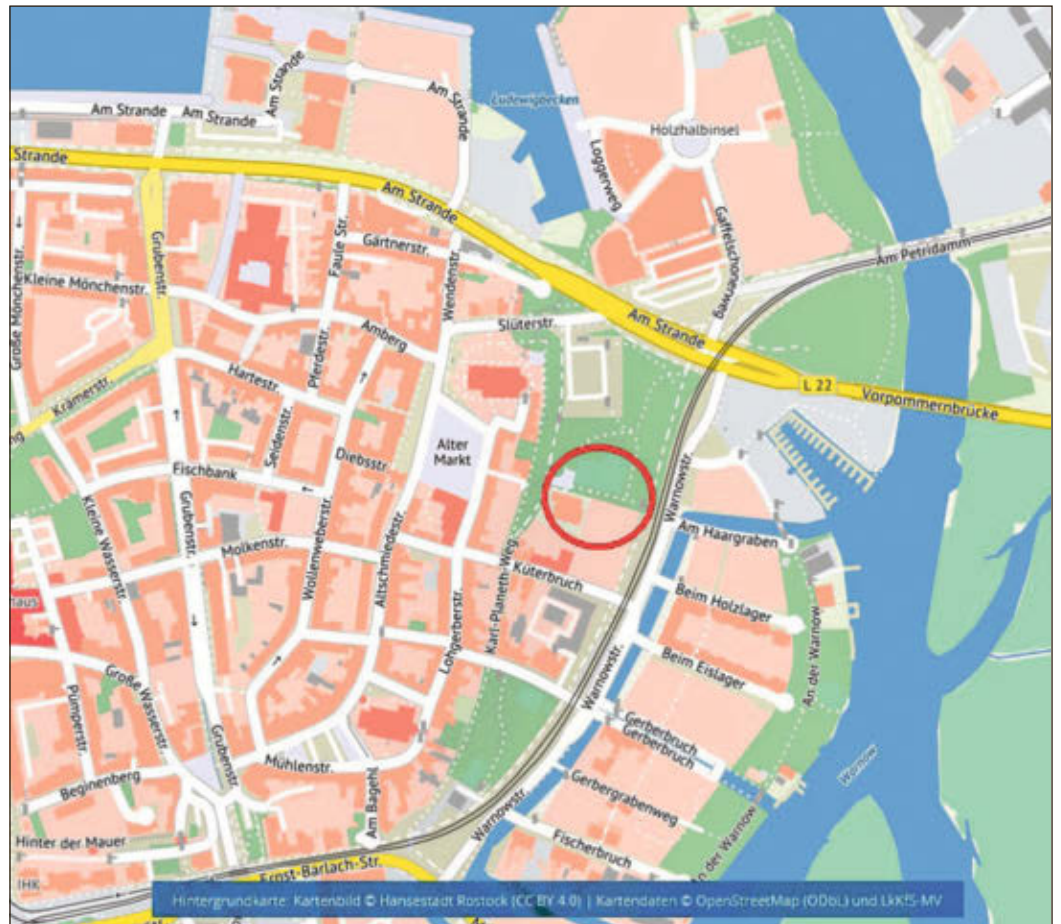 Am Strande
Am Strande
Am Strande
Am Strande
Ludewigbecken
Holzhalbinsel
Loggerweg
Gaffelschonerweg
Am Petridamm
Strande
Am Strande
Am Strande
L 22
Vorpommernbrücke
Große Mönchenstr.
Kleine Mönchenstr.
Grubenstr.
Faule Str.
Gärtnerstr.
Wendenstr.
Slüterstr.
Amberg
Pferdestr.
Hartestr.
Krämerstr.
Seidenstr.
Diebsstr.
Alter
Markt
Fischbank
Grubenstr.
Wollenweberstr.
Altschmiedestr.
Molkenstr.
Kleine Wasserstr.
Karl-Planeth-Weg
Lohgerberstr.
Küterbruch
Warnowstr.
Am Haargraben
Beim Holzlager
Beim Eislager
An der Warnow
Warnowstr.
Gerberbruch
Gerberbruch
Gerbergrabenweg
Fischerbruch
An der Warnow
Warnow
Warnowstr.
Große Wasserstr.
Pümperstr.
Grubenstr.
Mühlenstr.
Am Bagehl
Beginenberg
Hinter der Mauer
IHK
Ernst-Barlach-Str.
Hintergrundkarte: Kartenbild © Hansestadt Rostock (CC BY 4.0) | Kartendaten © OpenStreetMap (ODbL) und LkKfS-MV